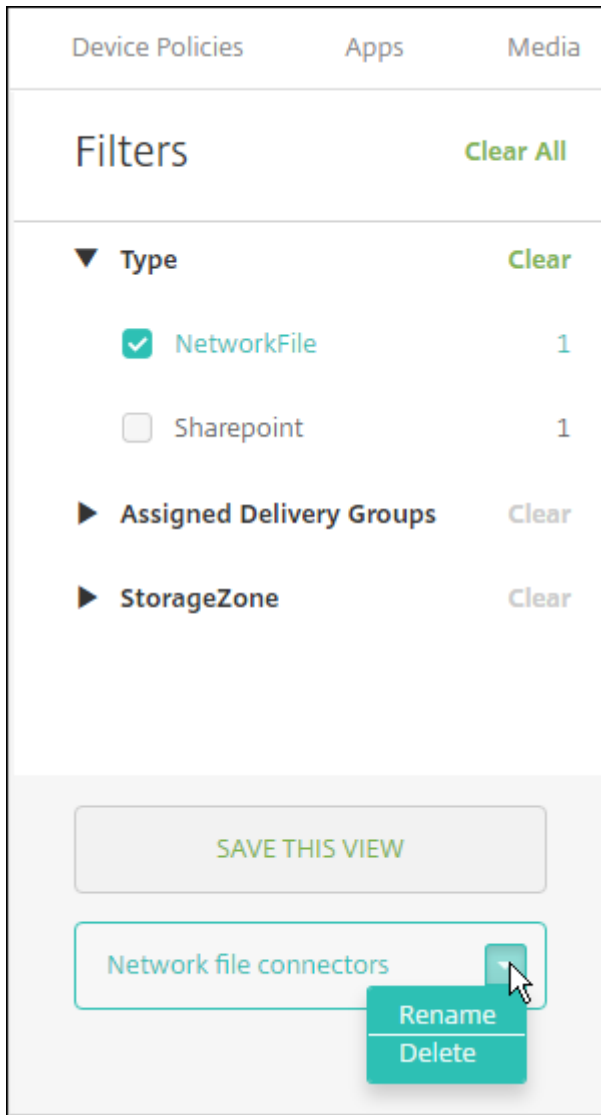 Device Policies Apps Media
Filters Clear All
Type Clear
NetworkFile 1
Sharepoint 1
Assigned Delivery Groups Clear
StorageZone Clear
SAVE THIS VIEW
Network file connectors
Rename
Delete